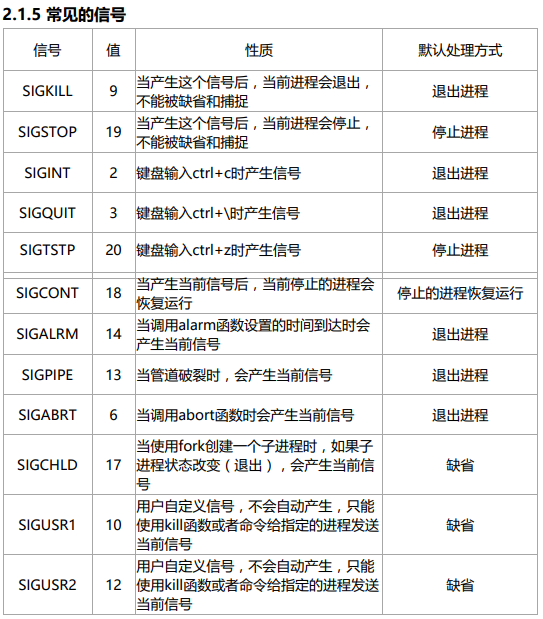 2.1.5 常见的信号
信号 值 性质 默认处理方式
SIGKILL 9 当产生这个信号后，当前进程会退出，
不能被缺省和捕捉 退出进程
SIGSTOP 19 当产生这个信号后，当前进程会停止，
不能被缺省和捕捉 停止进程
SIGINT 2 键盘输入ctrl+c时产生信号 退出进程
SIGQUIT 3 键盘输入ctrl+\时产生信号 退出进程
SIGTSTP 20 键盘输入ctrl+z时产生信号 停止进程
SIGCONT 18 当产生当前信号后，当前停止的进程会
恢复运行 停止的进程恢复运行
SIGALRM 14 当调用alarm函数设置的时间到达时会
产生当前信号 退出进程
SIGPIPE 13 当管道破裂时，会产生当前信号 退出进程
SIGABRT 6 当调用abort函数时会产生当前信号 退出进程
SIGCHLD 17 当使用fork创建一个子进程时，如果子
进程状态改变（退出），会产生当前信
号 缺省
SIGUSR1 10 用户自定义信号，不会自动产生，只能
使用kill函数或者命令给指定的进程发送
当前信号 缺省
SIGUSR2 12 用户自定义信号，不会自动产生，只能
使用kill函数或者命令给指定的进程发送
当前信号 缺省